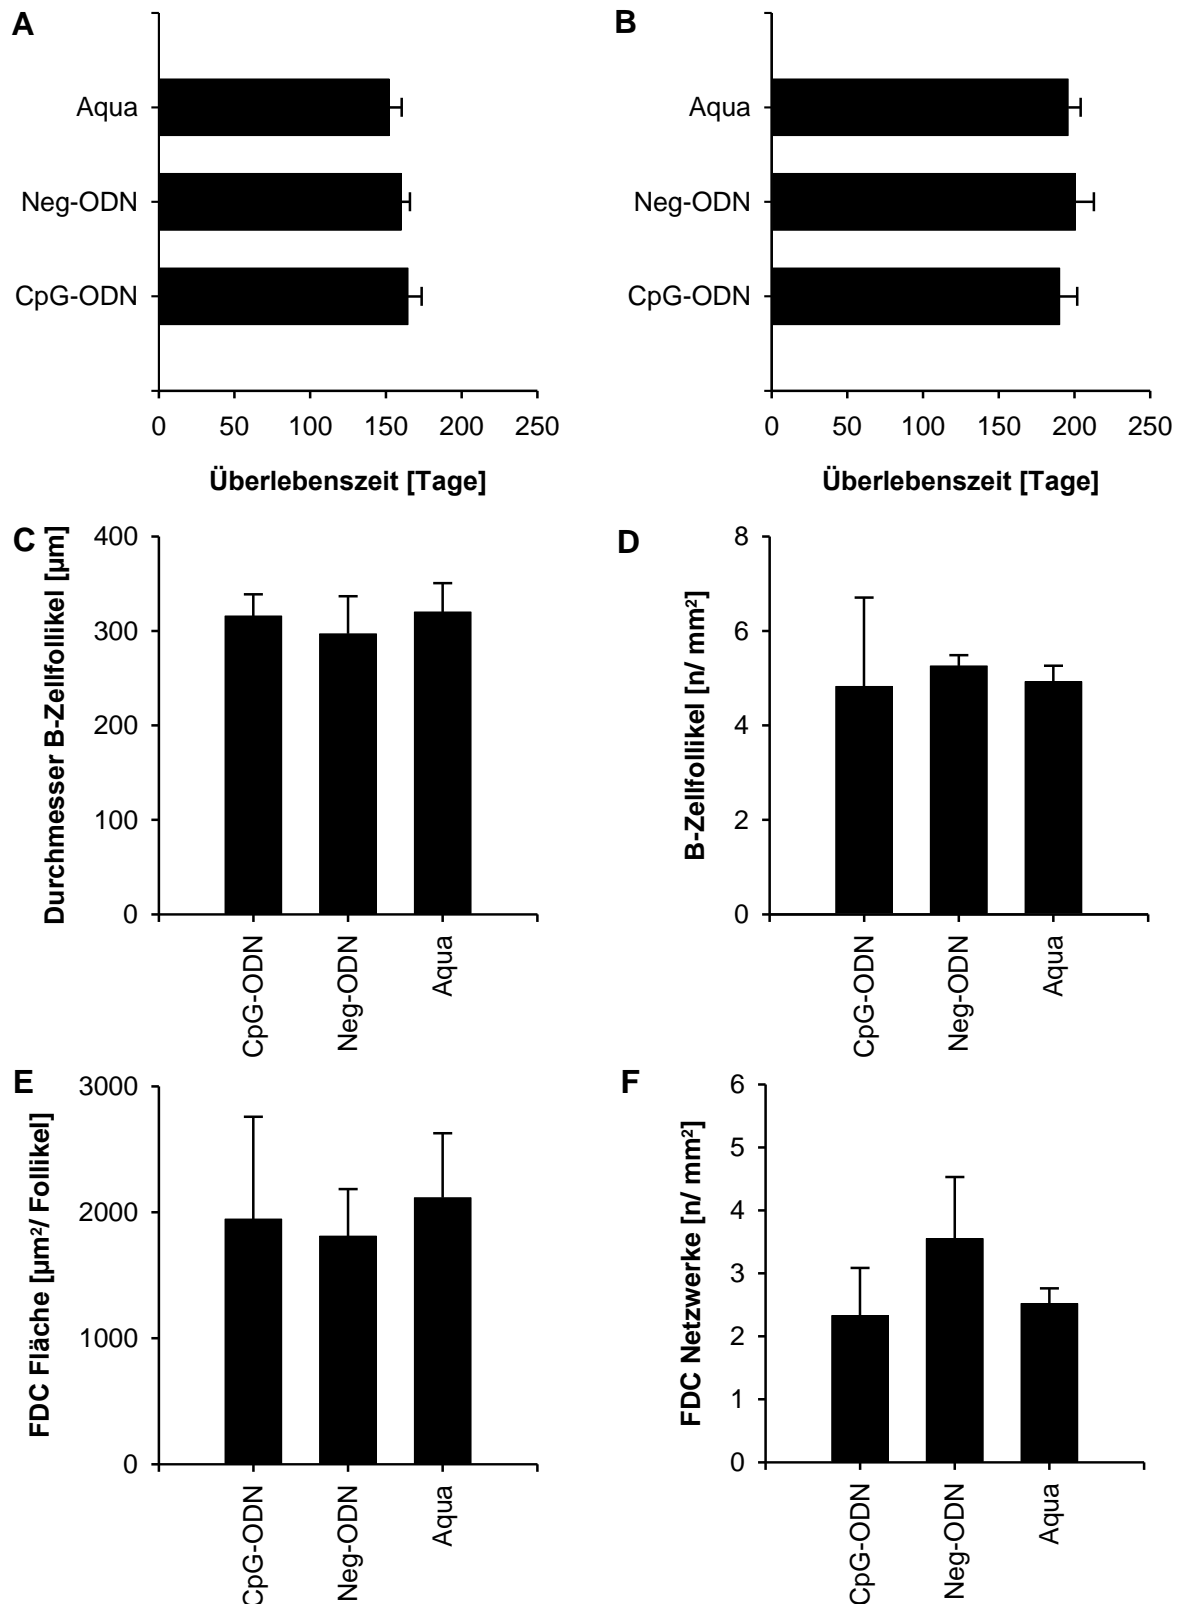 A
Aqua
Neg-ODN
CpG-ODN
0 50 100 150 200 250
Überlebenszeit [Tage]
B
Aqua
Neg-ODN
CpG-ODN
0 50 100 150 200 250
Überlebenszeit [Tage]
C
Durchmesser B-Zellfollikel [µm]
400
300
200
100
0
CpG-ODN
Neg-ODN
Aqua
D
B-Zellfollikel [n/ mm²]
8
6
4
2
0
CpG-ODN
Neg-ODN
Aqua
E
FDC Fläche [µm²/ Follikel]
3000
2000
1000
0
CpG-ODN
Neg-ODN
Aqua
F
FDC Netzwerke [n/ mm²]
6
5
4
3
2
1
0
CpG-ODN
Neg-ODN
Aqua